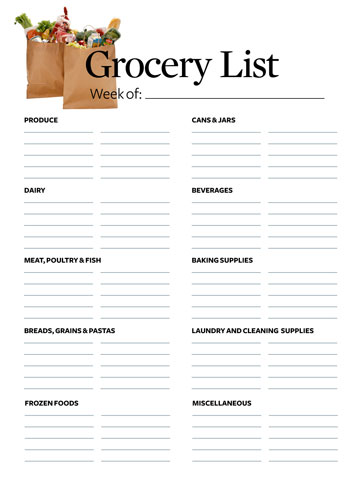 Grocery List
Week of:
PRODUCE
CANS & JARS
DAIRY
BEVERAGES
MEAT, POULTRY & FISH
BAKING SUPPLIES
BREADS, GRAINS & PASTAS
LAUNDRY AND CLEANING SUPPLIES
FROZEN FOODS
MISCELLANEOUS